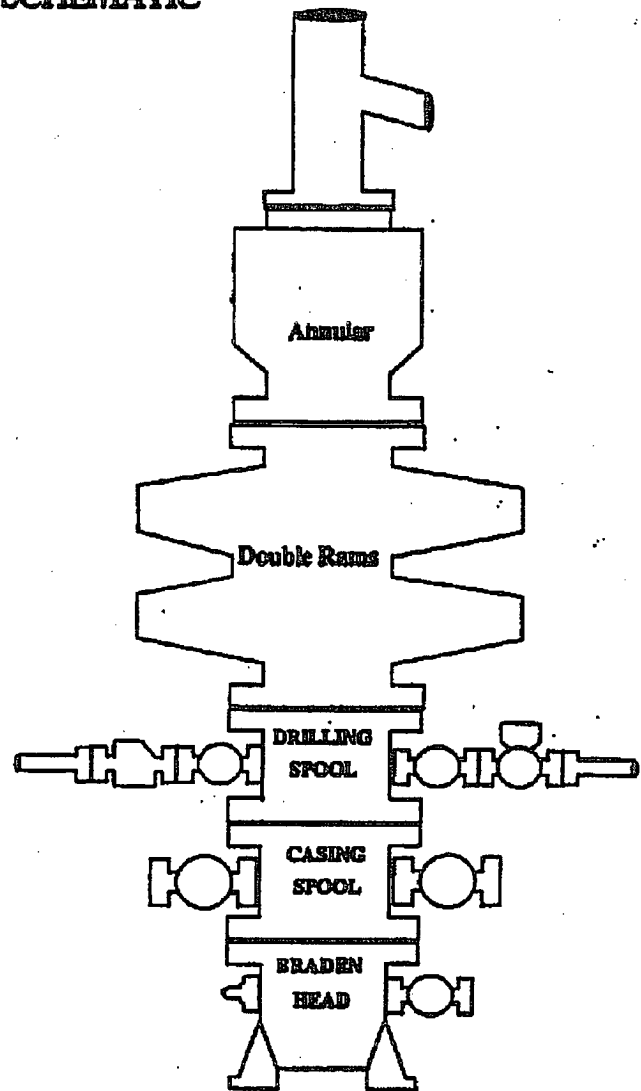 SCHEMATIC
Annular
Double Rams
DRILLING
SPOOL
CASING
SPOOL
BRADEN
HEAD